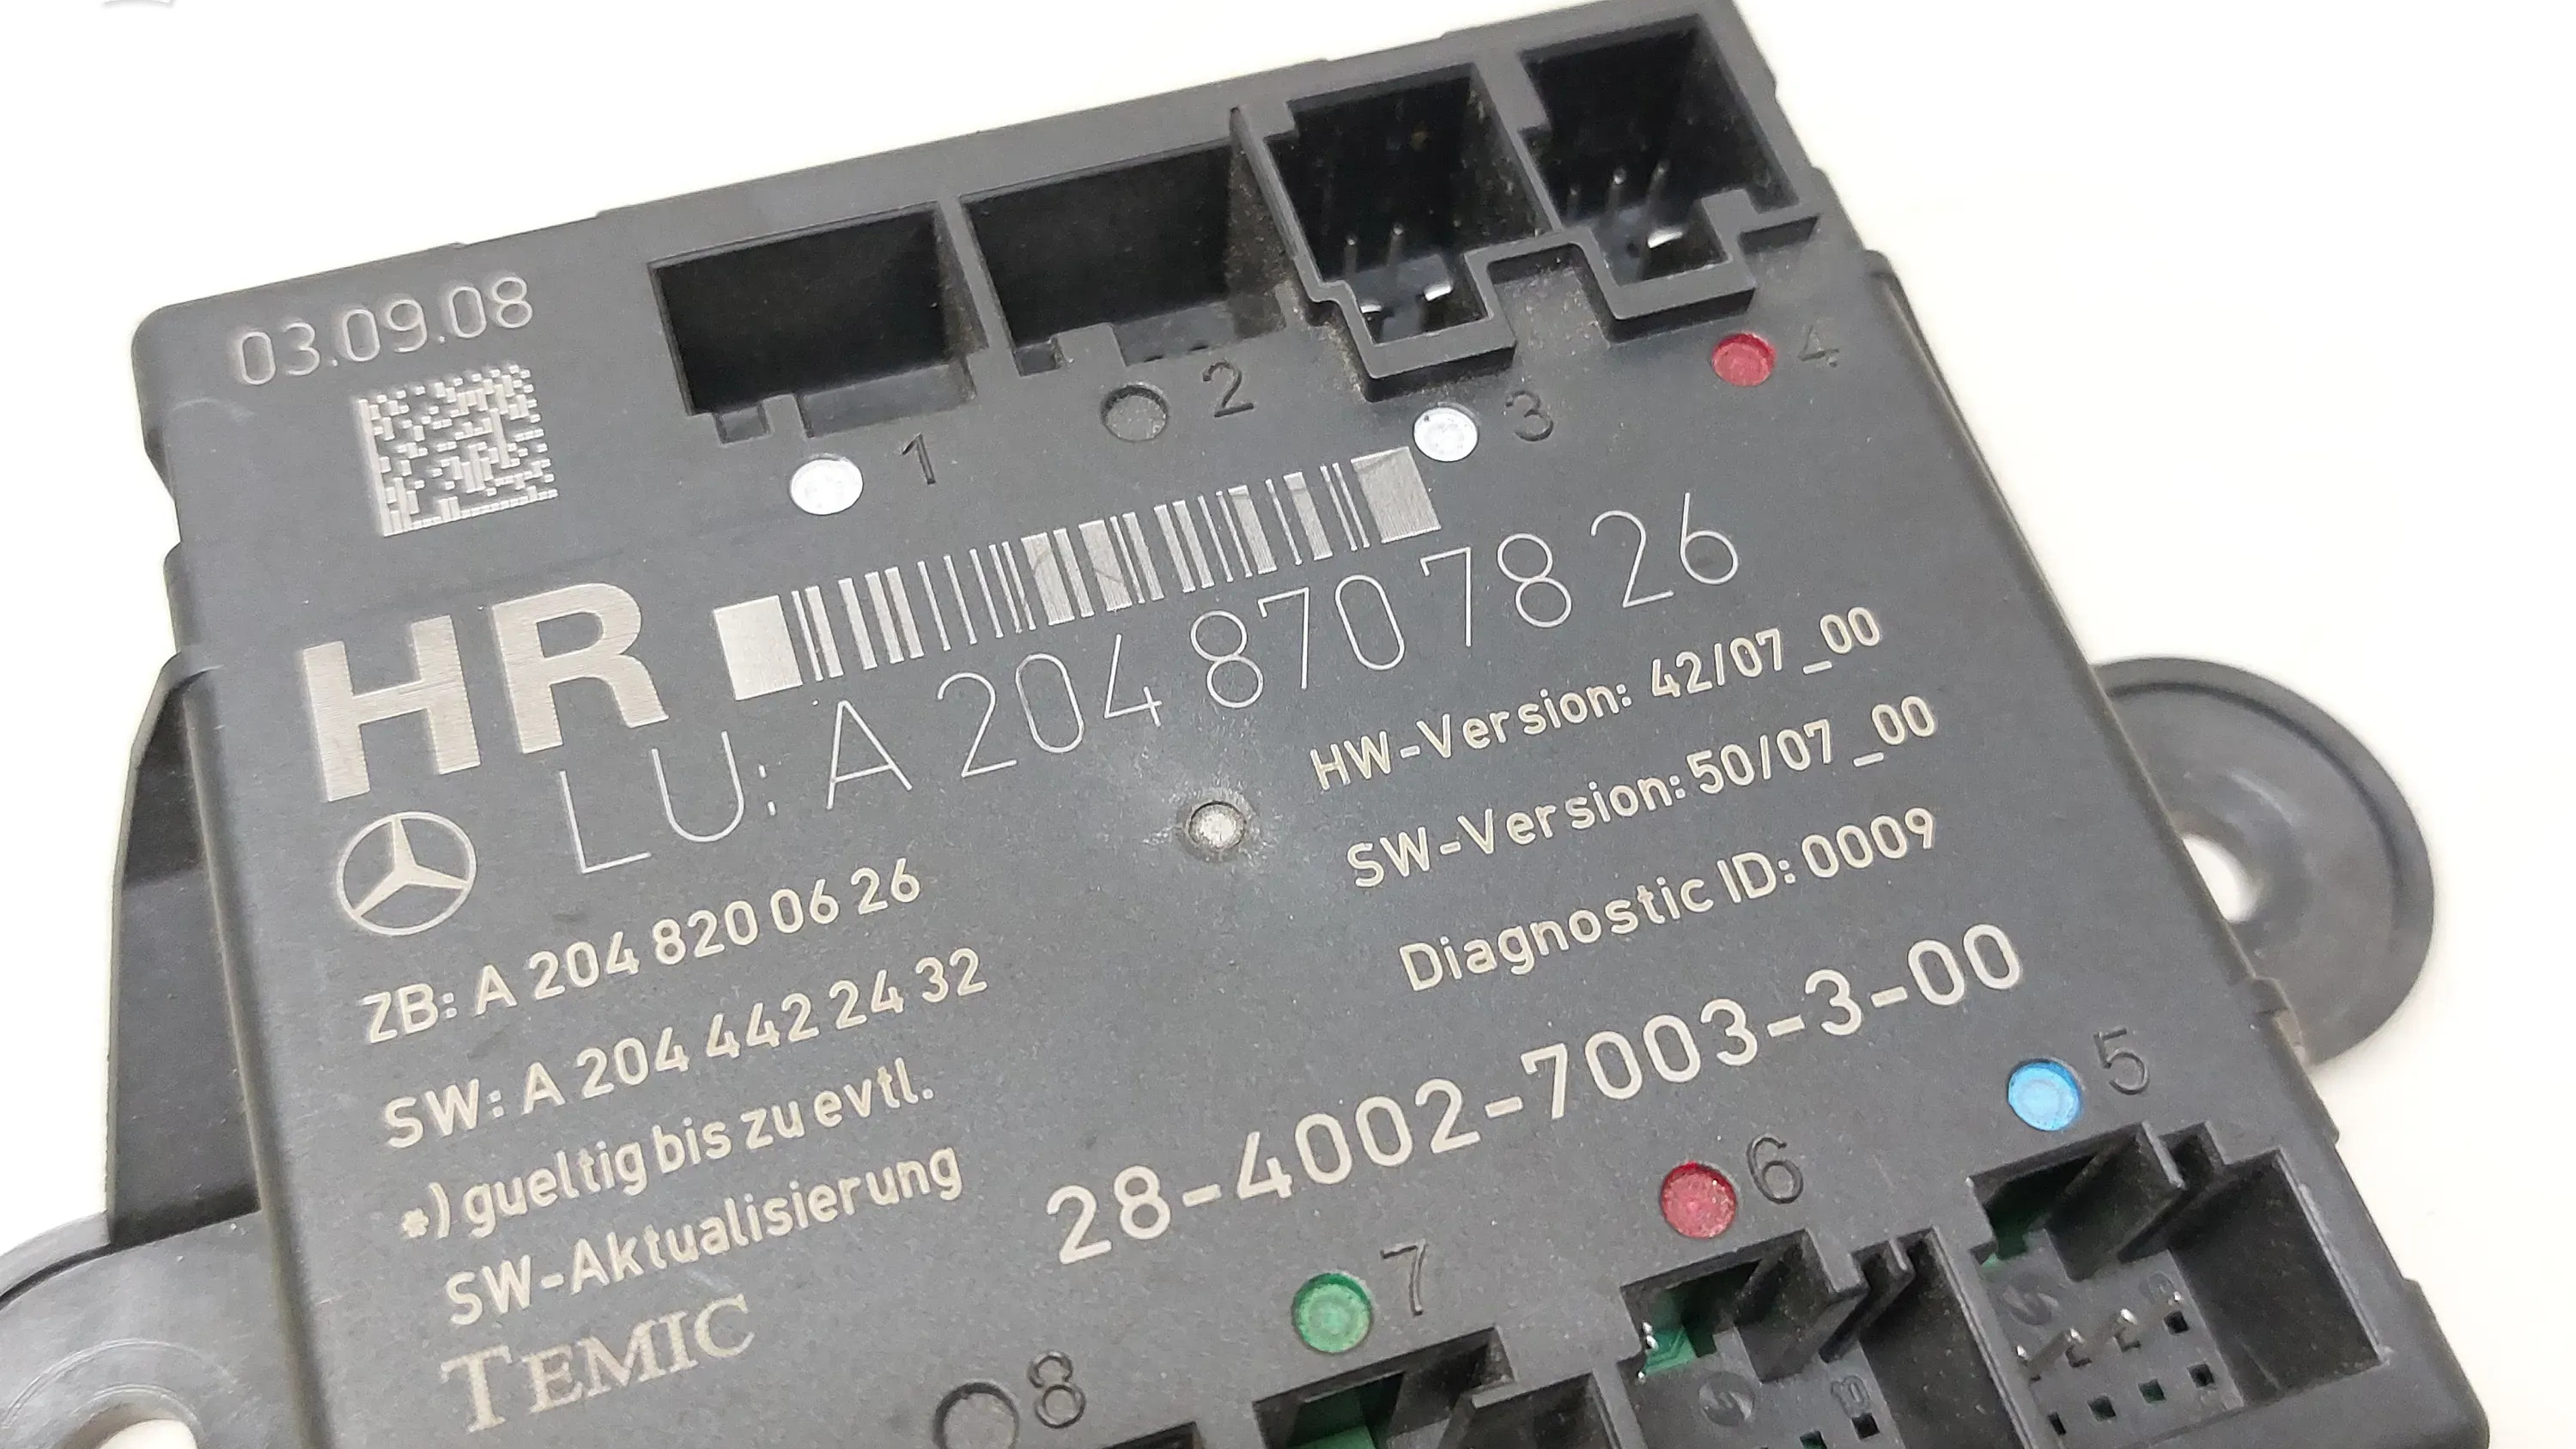 03.09.08
1
2
3
4
HR
LU: A 204 870 78 26
HW-Version: 42/07_00
SW-Version: 50/07_00
Diagnostic ID: 0009
ZB: A 204 820 06 26
SW: A 204 442 24 32
*) gueltig bis zu evtl.
SW-Aktualisierung
28-4002-7003-3-00
TEMIC
5
6
7
8
10